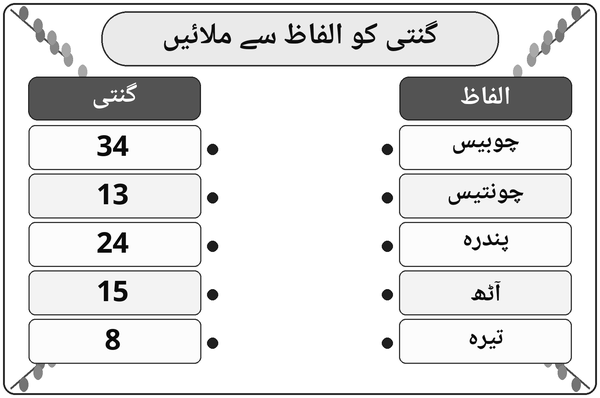 گنتی کو الفاظ سے ملائیں
الفاظ گنتی
چوبیس 34
چونتیس 13
پندرہ 24
آٹھ 15
تیرہ 8